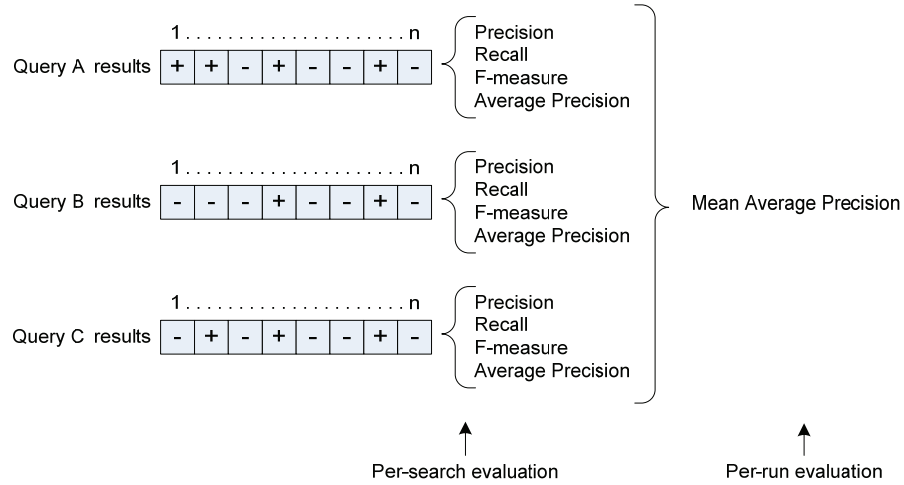 1 . . . . . . . . . . . . . . . . . . . . . . n
Query A results + + - + - - + -
Precision
Recall
F-measure
Average Precision
1 . . . . . . . . . . . . . . . . . . . . . . n
Query B results - - - + - - + -
Precision
Recall
F-measure
Average Precision
Mean Average Precision
1 . . . . . . . . . . . . . . . . . . . . . . n
Query C results - + - + - - + -
Precision
Recall
F-measure
Average Precision
Per-search evaluation
Per-run evaluation